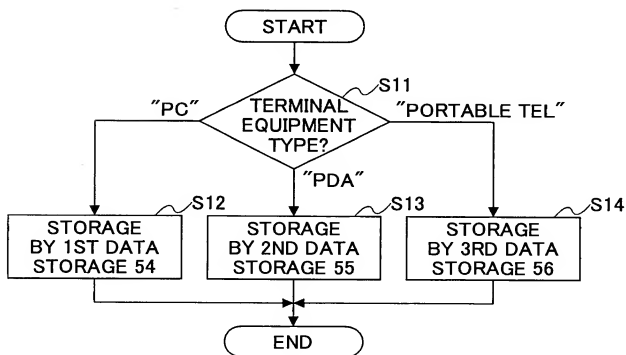 START
S11
"PC"
TERMINAL
EQUIPMENT
TYPE?
"PORTABLE TEL"
"PDA"
S12
STORAGE
BY 1ST DATA
STORAGE 54
S13
STORAGE
BY 2ND DATA
STORAGE 55
S14
STORAGE
BY 3RD DATA
STORAGE 56
END